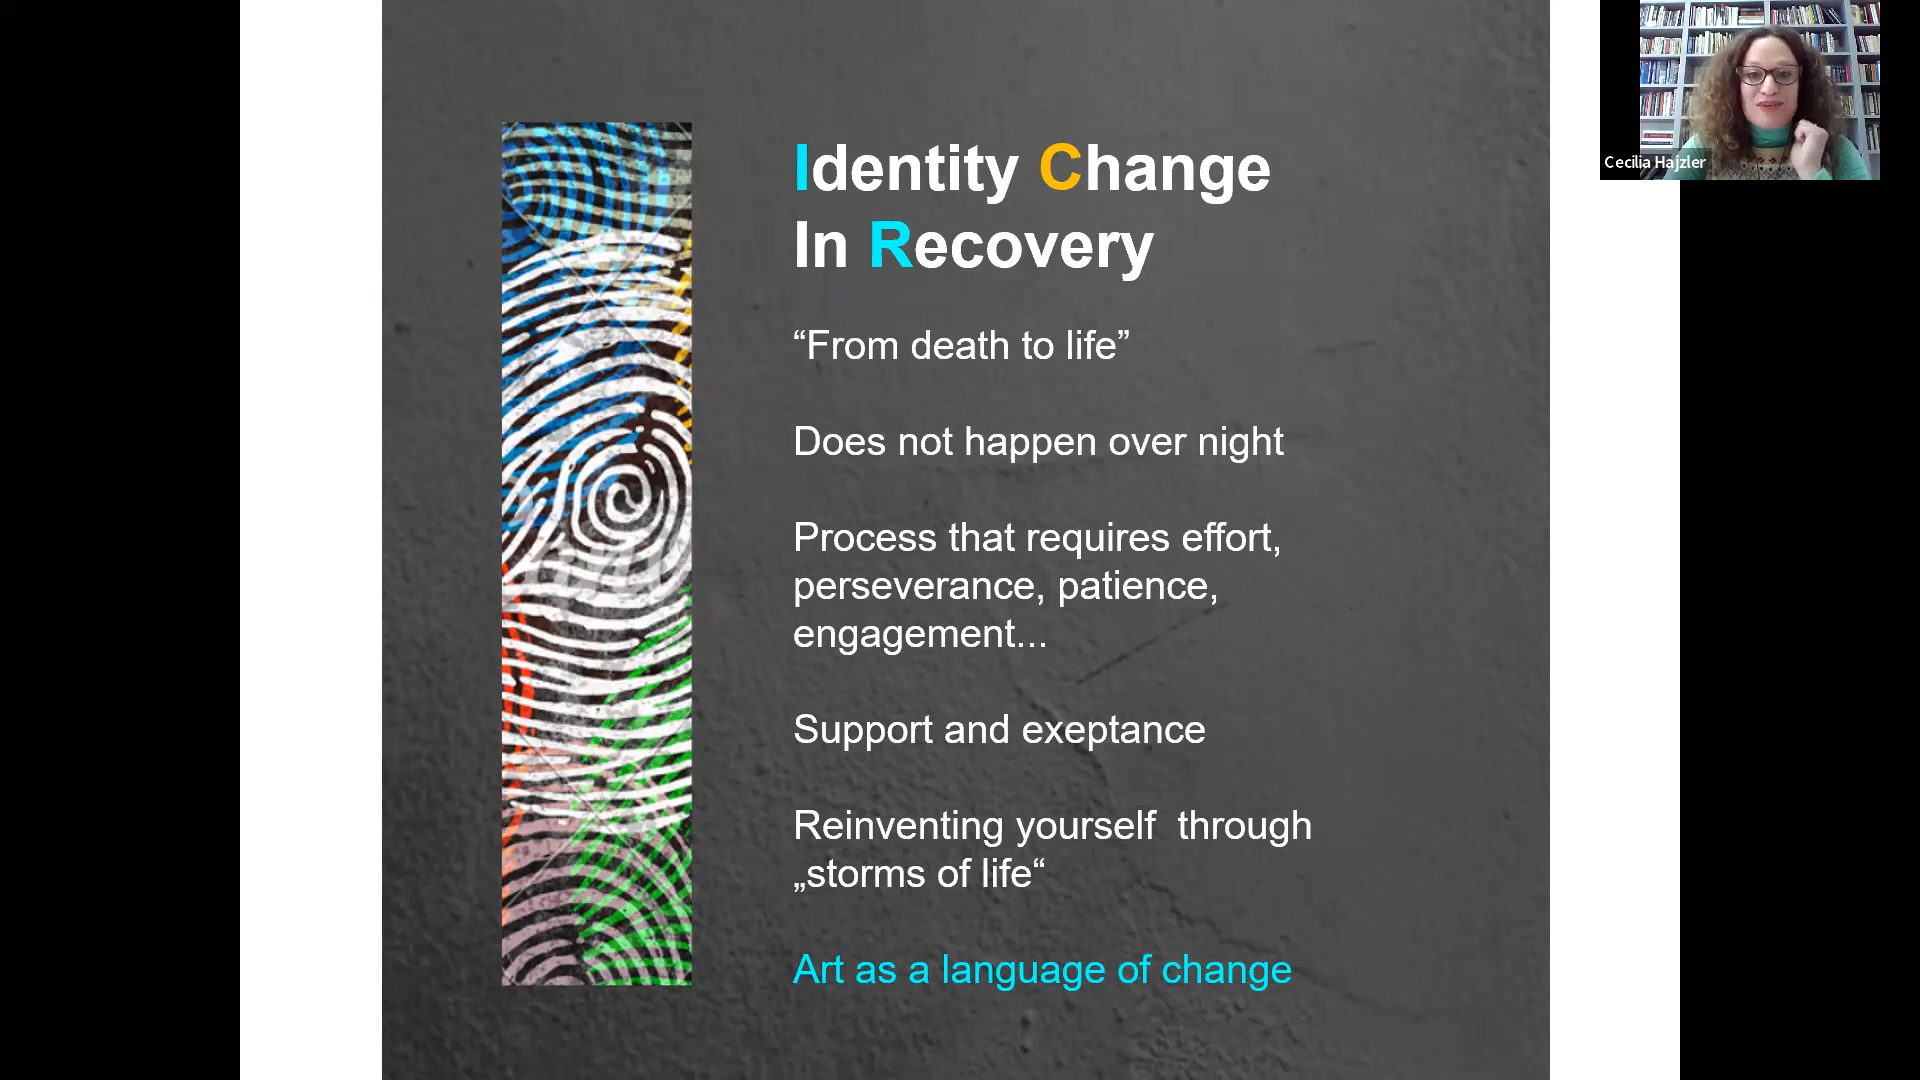 Identity Change
In Recovery
“From death to life”
Does not happen over night
Process that requires effort,
perseverance, patience,
engagement...
Support and exeptance
Reinventing yourself  through
„storms of life“
Art as a language of change
Cecilia Hajzler